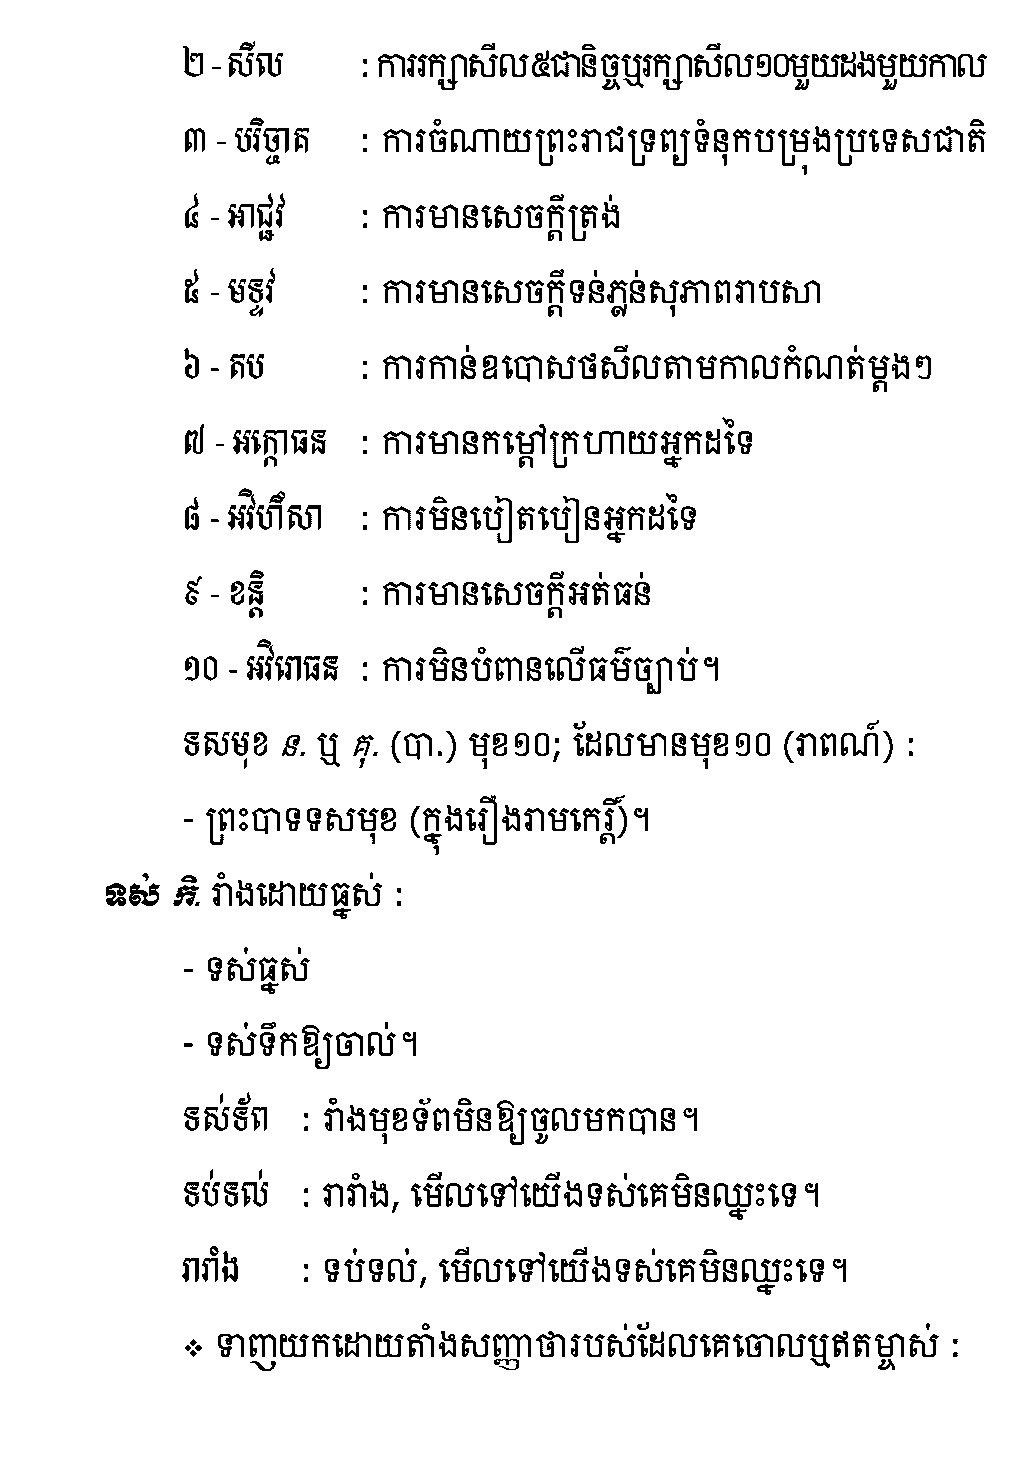 ២ - សីល : ការរក្សាសីល៥ជានិច្ចឬរក្សាសីល១០មួយដងមួយកាល
៣ - បរិច្ចាគ : ការចំណាយព្រះរាជទ្រព្យទំនុកបម្រុងប្រទេសជាតិ
៤ - អាជ្ជវ៌ : ការមានសេចក្តីត្រង់
៥ - មទ្ទវ៌ : ការមានសេចក្តីទន់ភ្លន់សុភាពរាបសា
៦ - តប : ការកាន់ឧបោសថសីលតាមកាលកំណត់ម្តងៗ
៧ - អក្កោធន : ការមានកម្តៅក្រហាយអ្នកដទៃ
៨ - អវិហឹសា : ការមិនបៀតបៀនអ្នកដទៃ
៩ - ខន្តិ : ការមានសេចក្តីអត់ធន់
១០ - អវិរោធន : ការមិនបំពានលើធម៌ច្បាប់។
ទសមុខ ន. ឬ គុ. (បា.) មុខ១០; ដែលមានមុខ១០ (រាពណ៍) :
- ព្រះបាទទសមុខ (ក្នុងរឿងរាមកេរ្តិ៍)។
ទស់ កិ. រាំងដោយធ្នស់ :
- ទស់ធ្នស់
- ទស់ទឹកឱ្យចាល់។
ទស់ទ័ព : រាំងមុខទ័ពមិនឱ្យចូលមកបាន។
ទប់ទល់ : រារាំង, មើលទៅយើងទស់គេមិនឈ្នះទេ។
រារាំង : ទប់ទល់, មើលទៅយើងទស់គេមិនឈ្នះទេ។
❖ ទាញយកដោយតាំងសញ្ញាថារបស់ដែលគេចោលឬឥតម្ចាស់ :